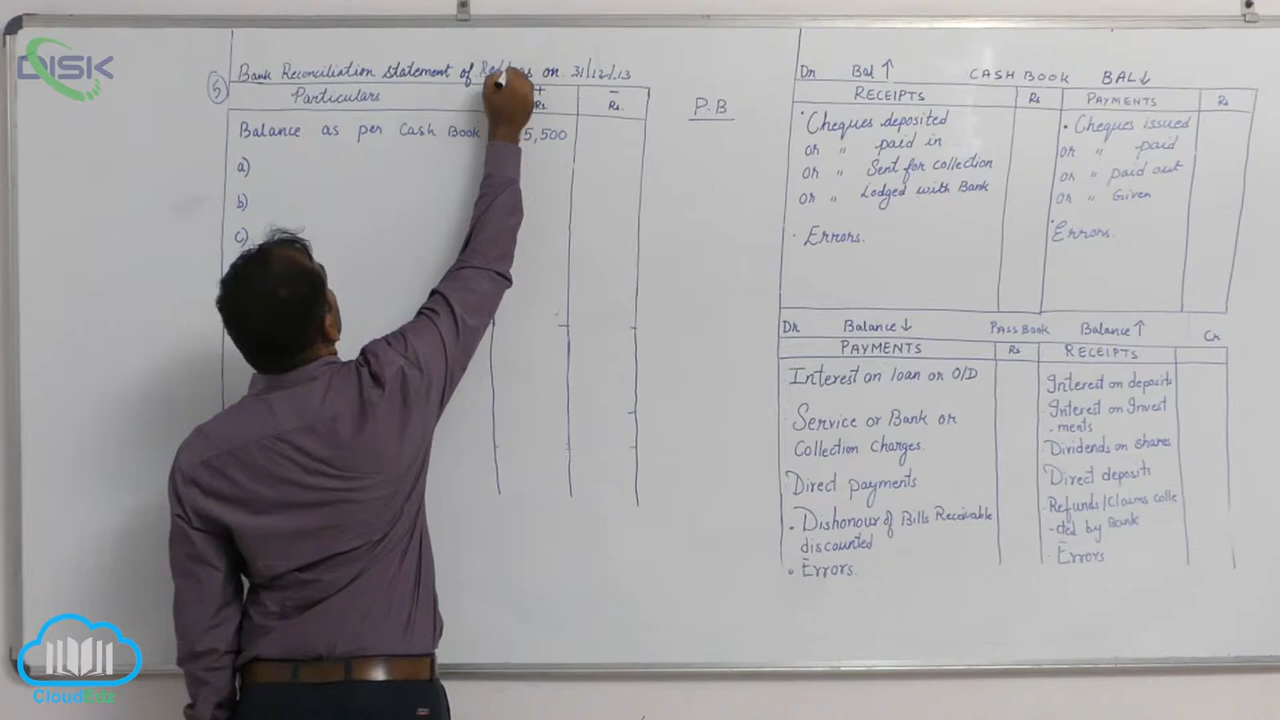 DISK
5
Bank Reconciliation Statement of on 31/12/13
Particulars
+
Rs.
−
Rs.
Balance as per Cash Book 5,500
a)
b)
c)
P.B
Dr Bal ↑ CASH BOOK BAL ↓
RECEIPTS Rs PAYMENTS Rs
· Cheques deposited
or " paid in
or " Sent for collection
or " Lodged with Bank
· Errors.
· Cheques issued
or " paid
or " paid out
or " Given
· Errors.
Dr Balance ↓ PASS BOOK Balance ↑ Cr
PAYMENTS Rs RECEIPTS
Interest on loan or O/D
· Service or Bank or
Collection Charges.
· Direct payments
· Dishonour of Bills Receivable
discounted
· Errors.
Interest on deposits
· Interest on Invest
-ments
· Dividends on shares
· Direct deposits
· Refunds/Claims colle
-cted by Bank
· Errors
CloudEdz